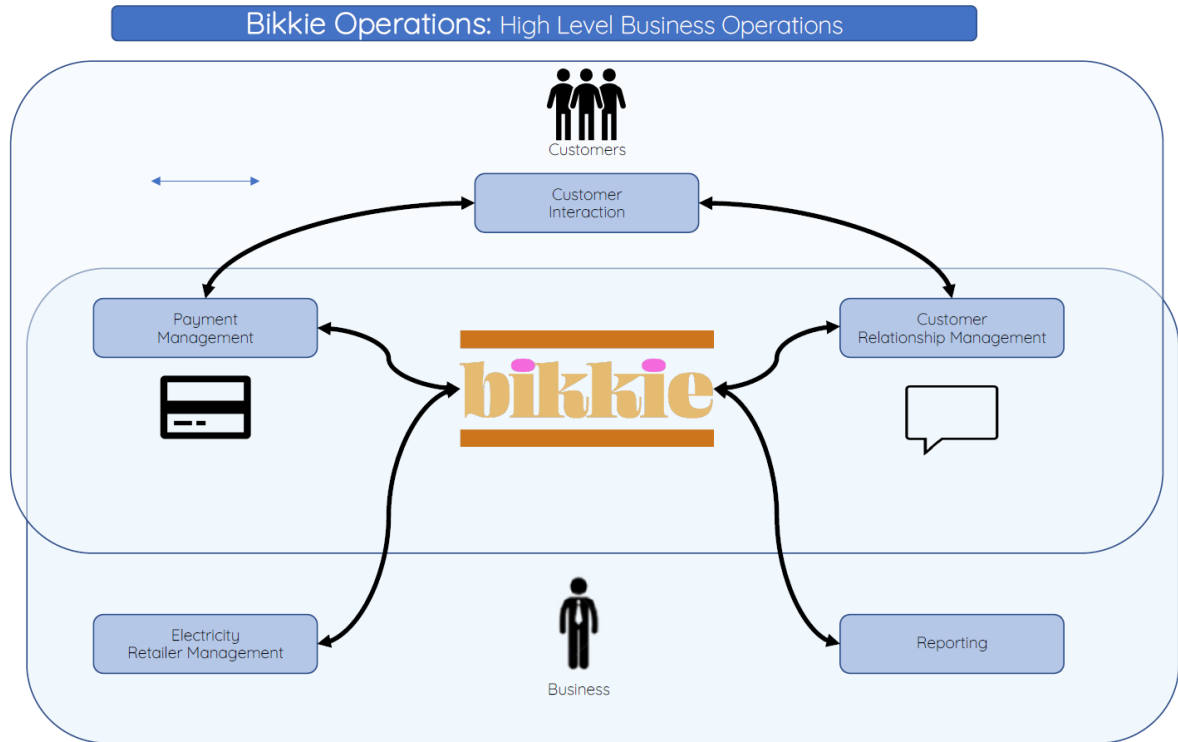 Bikkie Operations: High Level Business Operations
Customers
Customer
Interaction
Payment
Management
Customer
Relationship Management
bikkie
Electricity
Retailer Management
Reporting
Business